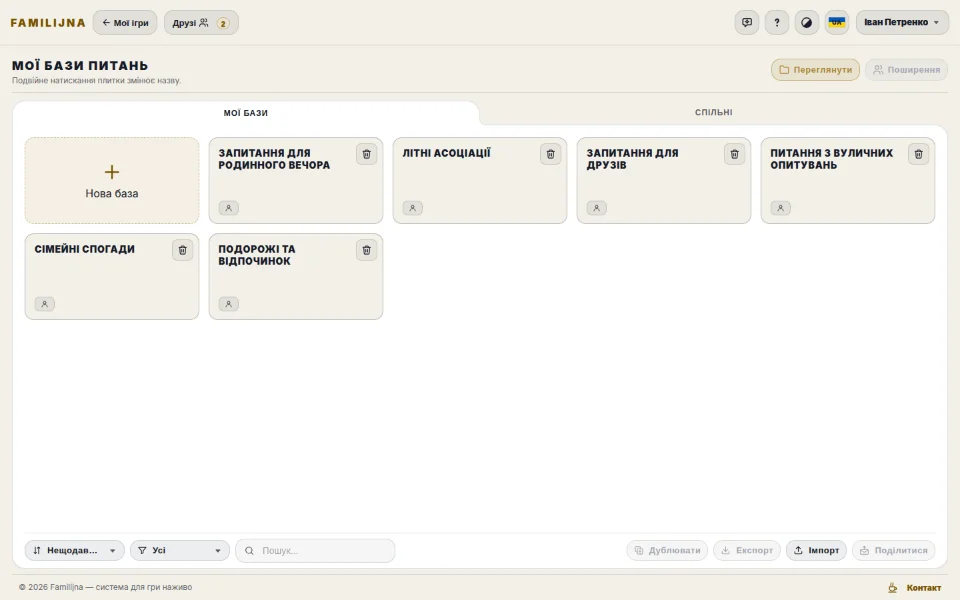 FAMILIJNA
← Мої ігри
Друзі 2
?
UA
Іван Петренко
МОЇ БАЗИ ПИТАНЬ
Подвійне натискання плитки змінює назву.
Переглянути
Поширення
МОЇ БАЗИ
СПІЛЬНІ
Нова база
ЗАПИТАННЯ ДЛЯ
РОДИННОГО ВЕЧОРА
ЛІТНІ АСОЦІАЦІЇ
ЗАПИТАННЯ ДЛЯ
ДРУЗІВ
ПИТАННЯ З ВУЛИЧНИХ
ОПИТУВАНЬ
СІМЕЙНІ СПОГАДИ
ПОДОРОЖІ ТА
ВІДПОЧИНОК
Нещодав...
Усі
Пошук...
Дублювати
Експорт
Імпорт
Поділитися
© 2026 Familijna — система для гри наживо
Контакт